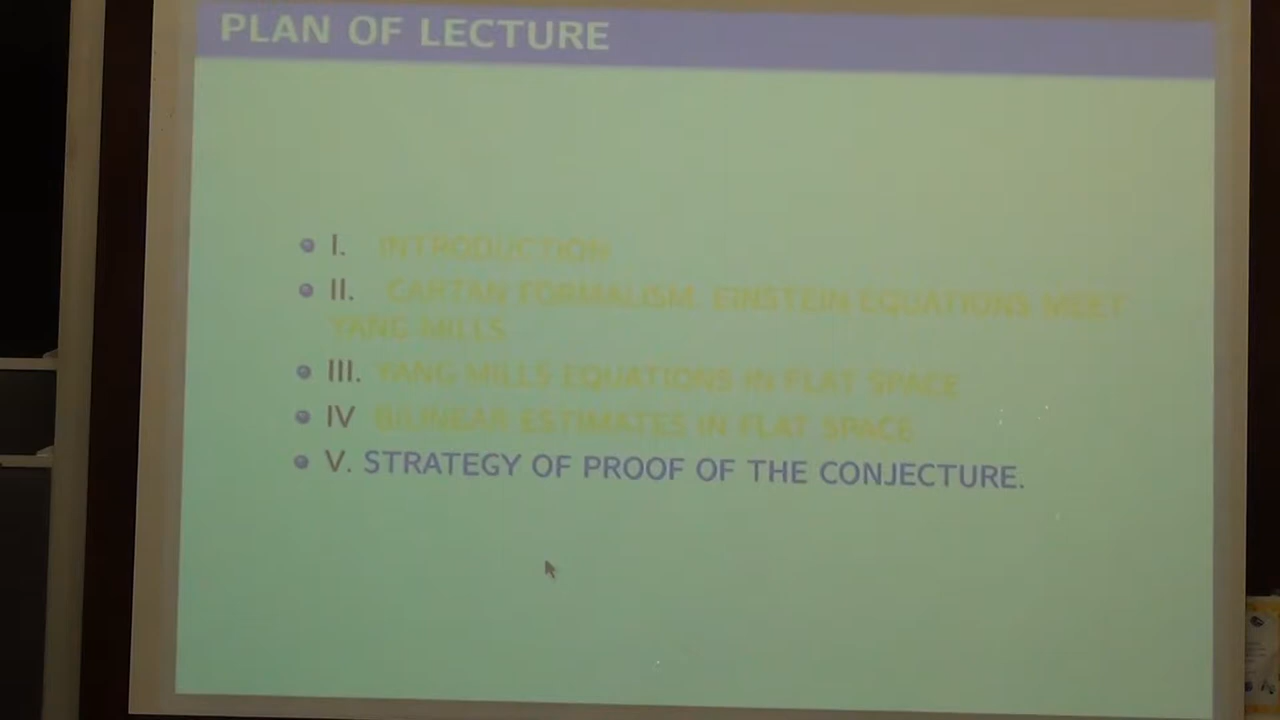 PLAN OF LECTURE
I. INTRODUCTION
II. CARTAN FORMALISM. EINSTEIN EQUATIONS MEET
YANG MILLS
III. YANG MILLS EQUATIONS IN FLAT SPACE
IV BILINEAR ESTIMATES IN FLAT SPACE
V. STRATEGY OF PROOF OF THE CONJECTURE.